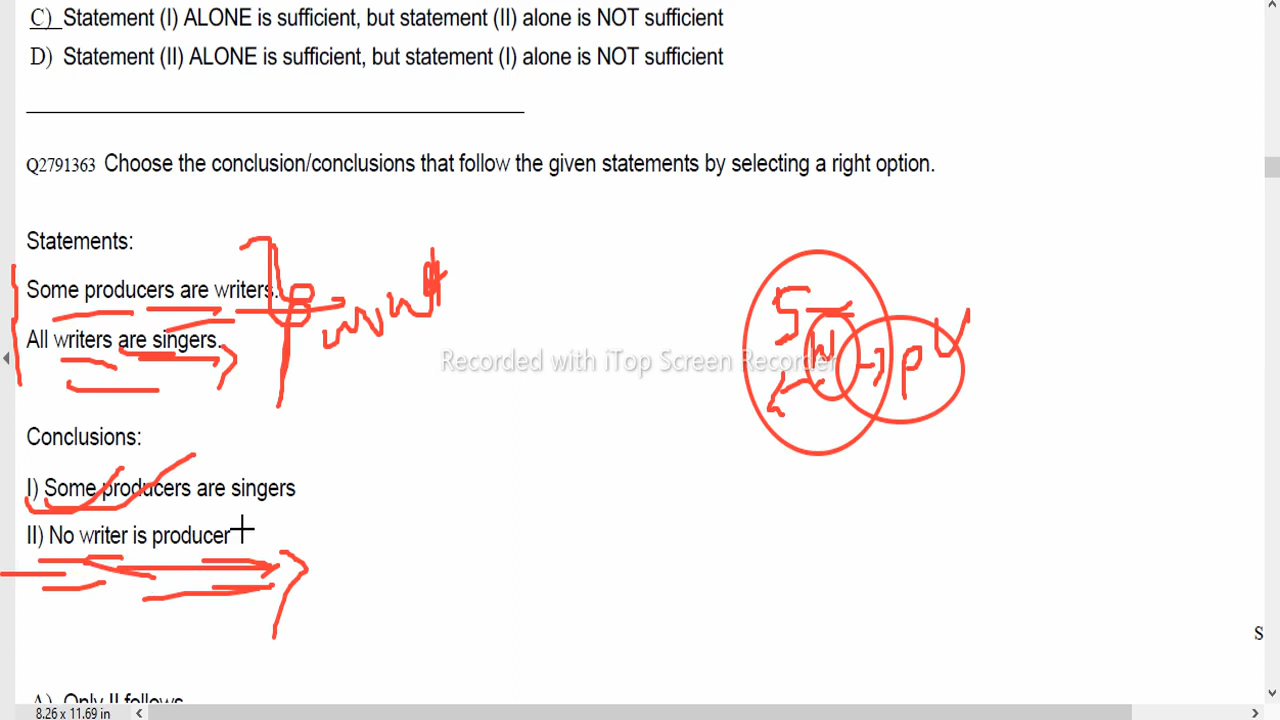 C) Statement (I) ALONE is sufficient, but statement (II) alone is NOT sufficient
D) Statement (II) ALONE is sufficient, but statement (I) alone is NOT sufficient
Q2791363 Choose the conclusion/conclusions that follow the given statements by selecting a right option.
Statements:
Some producers are writers.
All writers are singers.
S
W
P
Recorded with iTop Screen Recorder
Conclusions:
I) Some producers are singers
II) No writer is producer
S
A) Only II follows
8.26 x 11.69 in